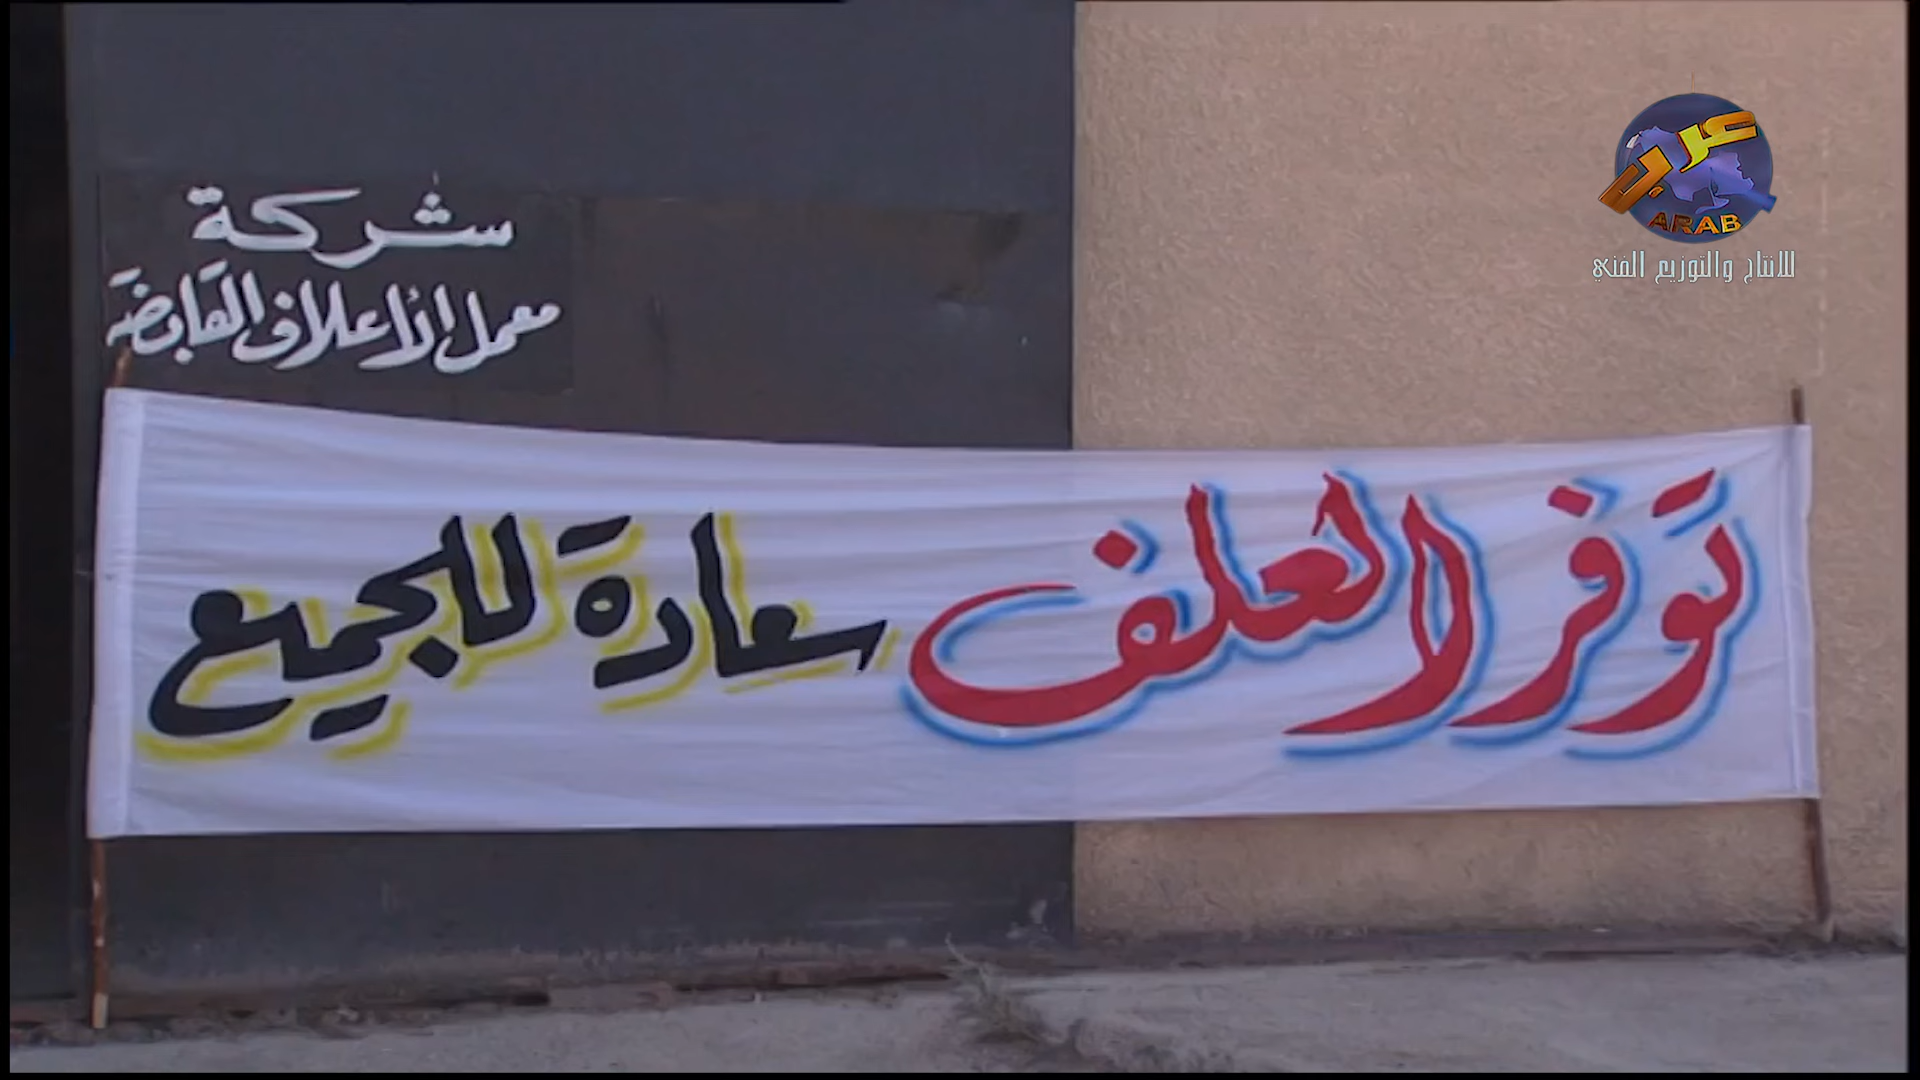 شركة
معمل الأعلاف القابضة
توفر العلف سعادة للجميع
عرب
ARAB
للانتاج والتوزيع الفني